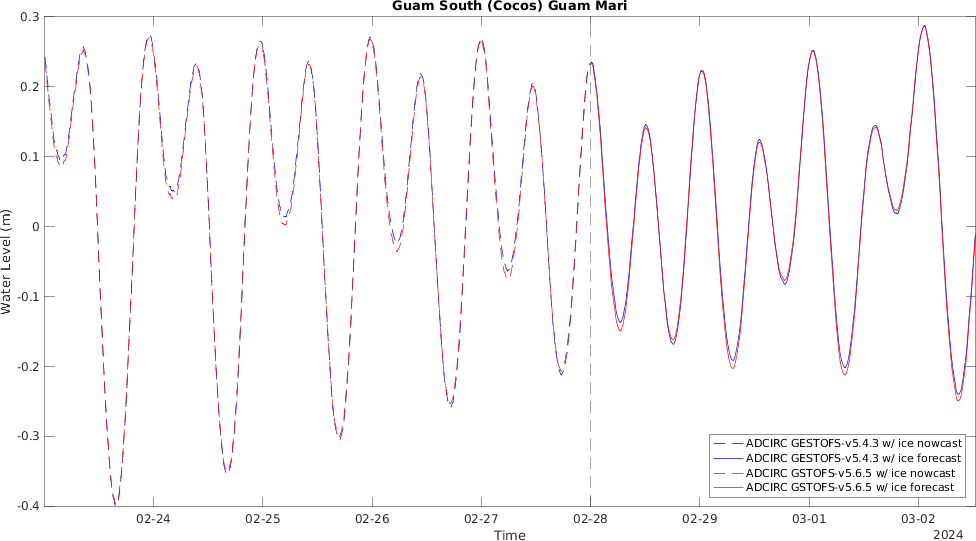 Guam South (Cocos) Guam Mari
0.3
0.2
0.1
0
-0.1
-0.2
-0.3
-0.4
Water Level (m)
ADCIRC GESTOFS-v5.4.3 w/ ice nowcast
ADCIRC GESTOFS-v5.4.3 w/ ice forecast
ADCIRC GSTOFS-v5.6.5 w/ ice nowcast
ADCIRC GSTOFS-v5.6.5 w/ ice forecast
02-24 02-25 02-26 02-27 02-28 02-29 03-01 03-02
Time
2024